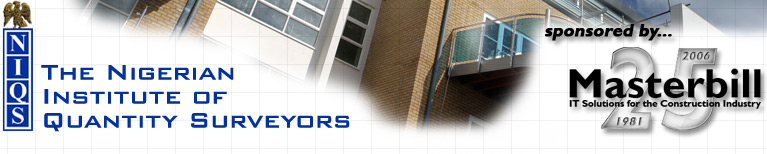 NIQS
THE NIGERIAN
INSTITUTE OF
QUANTITY SURVEYORS
sponsored by...
25
2006
Masterbill
IT Solutions for the Construction Industry
1981